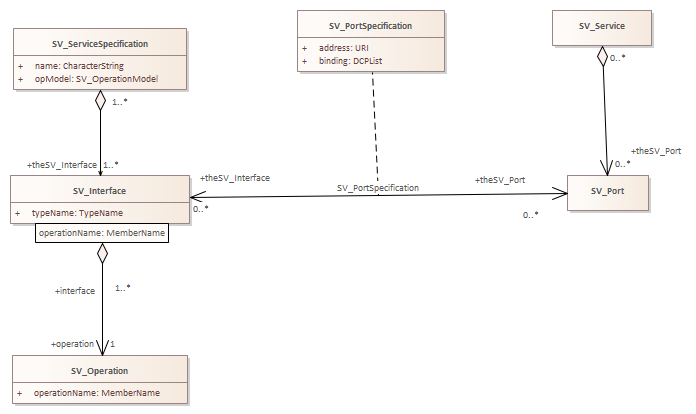 SV_ServiceSpecification
+ name: CharacterString
+ opModel: SV_OperationModel
SV_PortSpecification
+ address: URI
+ binding: DCPList
SV_Service
0..*
1..*
+theSV_Interface 1..*
+theSV_Port
0..*
SV_Interface
+ typeName: TypeName
operationName: MemberName
+theSV_Interface
0..*
SV_PortSpecification
+theSV_Port
0..*
SV_Port
+interface
1..*
+operation 1
SV_Operation
+ operationName: MemberName